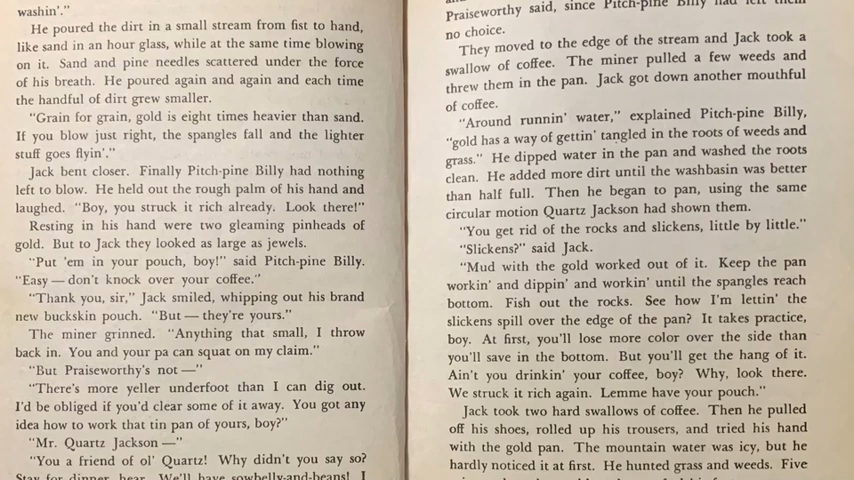 washin'."
He poured the dirt in a small stream from fist to hand,
like sand in an hour glass, while at the same time blowing
on it. Sand and pine needles scattered under the force
of his breath. He poured again and again and each time
the handful of dirt grew smaller.
"Grain for grain, gold is eight times heavier than sand.
If you blow just right, the spangles fall and the lighter
stuff goes flyin'."
Jack bent closer. Finally Pitch-pine Billy had nothing
left to blow. He held out the rough palm of his hand and
laughed. "Boy, you struck it rich already. Look there!"
Resting in his hand were two gleaming pinheads of
gold. But to Jack they looked as large as jewels.
"Put 'em in your pouch, boy!" said Pitch-pine Billy.
"Easy — don't knock over your coffee."
"Thank you, sir," Jack smiled, whipping out his brand
new buckskin pouch. "But — they're yours."
The miner grinned. "Anything that small, I throw
back in. You and your pa can squat on my claim."
"But Praiseworthy's not —"
"There's more yeller underfoot than I can dig out.
I'd be obliged if you'd clear some of it away. You got any
idea how to work that tin pan of yours, boy?"
"Mr. Quartz Jackson —"
"You a friend of ol' Quartz! Why didn't you say so?
Stay for dinner, hear. We'll have sowbelly-and-beans! I
Praiseworthy said, since Pitch-pine Billy had left them
no choice.
They moved to the edge of the stream and Jack took a
swallow of coffee. The miner pulled a few weeds and
threw them in the pan. Jack got down another mouthful
of coffee.
"Around runnin' water," explained Pitch-pine Billy,
"gold has a way of gettin' tangled in the roots of weeds and
grass." He dipped water in the pan and washed the roots
clean. He added more dirt until the washbasin was better
than half full. Then he began to pan, using the same
circular motion Quartz Jackson had shown them.
"You get rid of the rocks and slickens, little by little."
"Slickens?" said Jack.
"Mud with the gold worked out of it. Keep the pan
workin' and dippin' and workin' until the spangles reach
bottom. Fish out the rocks. See how I'm lettin' the
slickens spill over the edge of the pan? It takes practice,
boy. At first, you'll lose more color over the side than
you'll save in the bottom. But you'll get the hang of it.
Ain't you drinkin' your coffee, boy? Why, look there.
We struck it rich again. Lemme have your pouch."
Jack took two hard swallows of coffee. Then he pulled
off his shoes, rolled up his trousers, and tried his hand
with the gold pan. The mountain water was icy, but he
hardly noticed it at first. He hunted grass and weeds. Five